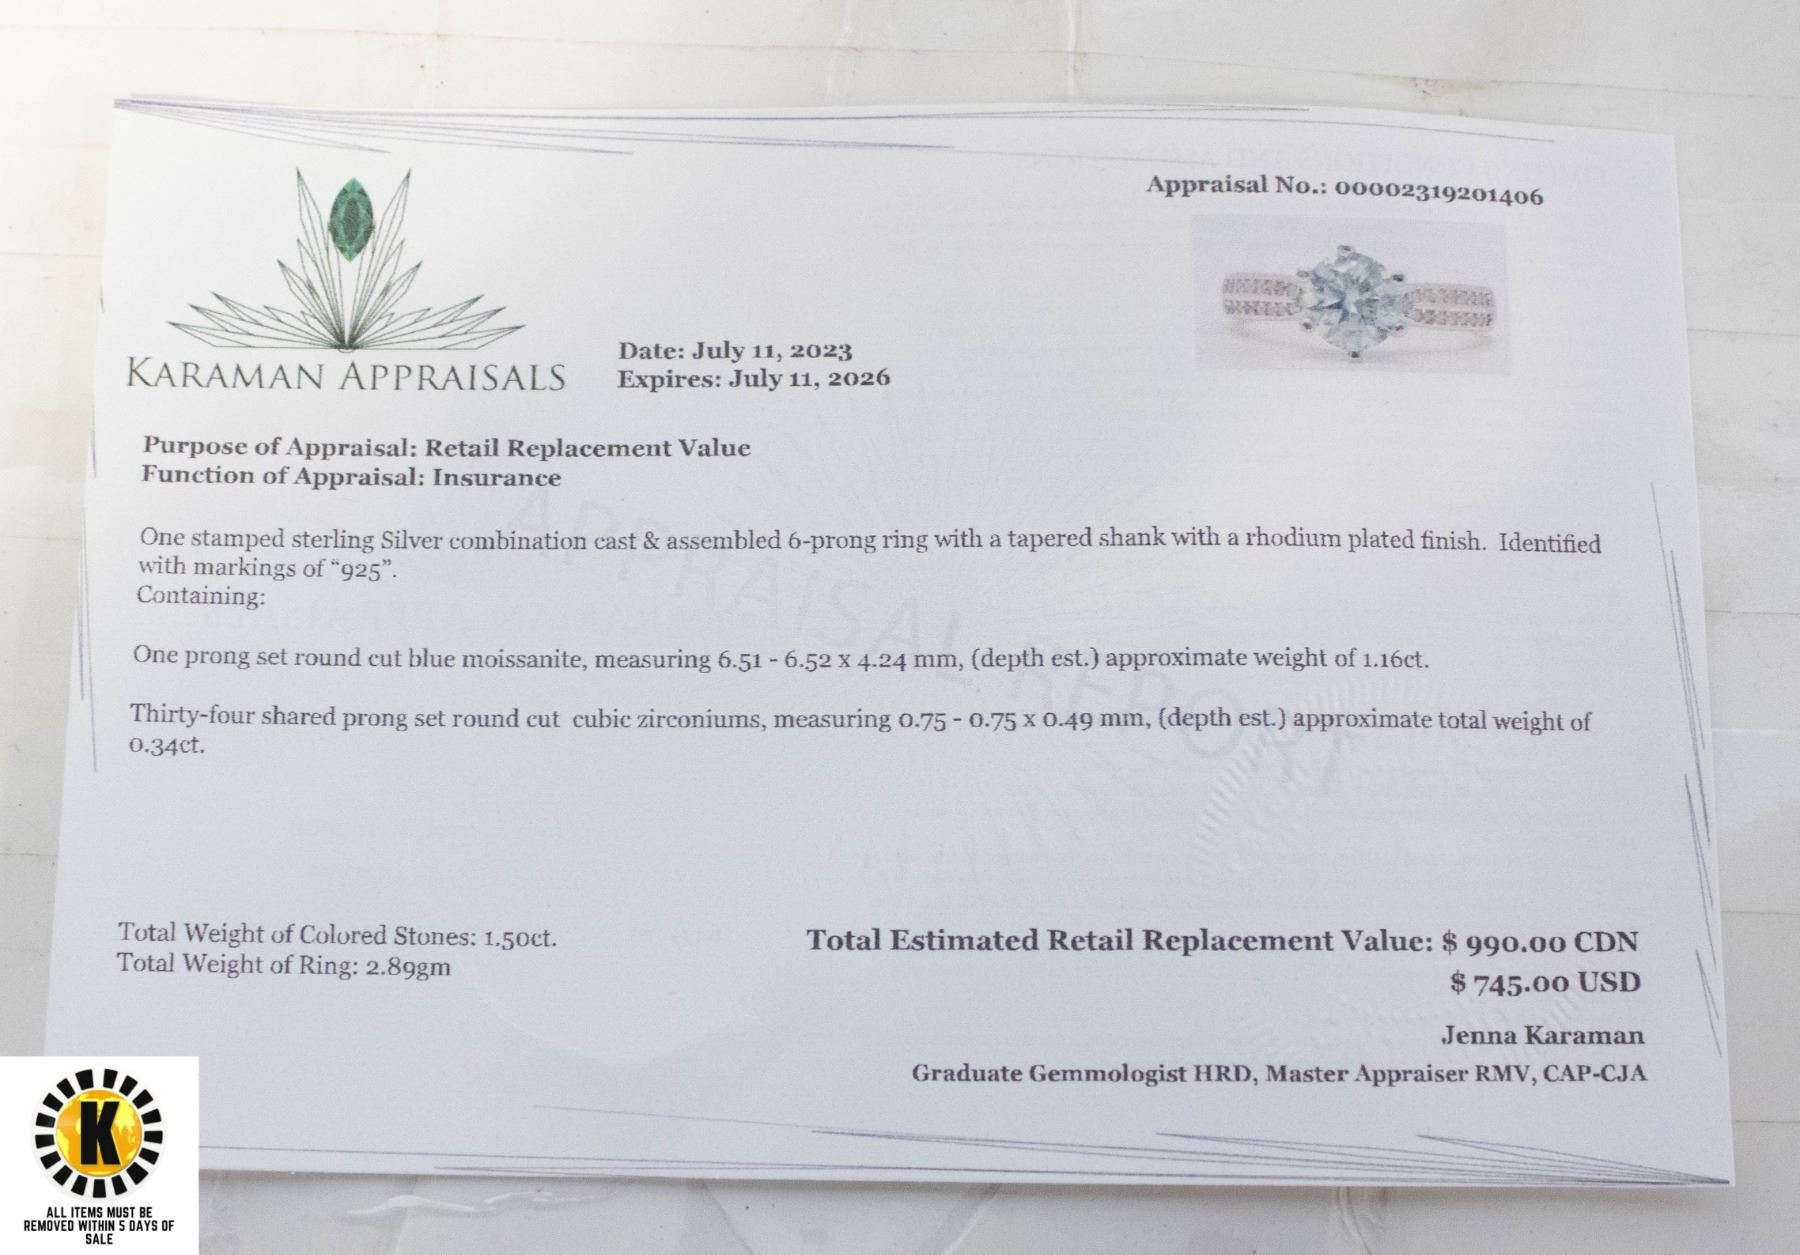 Appraisal No.: 00002319201406
KARAMAN APPRAISALS
Date: July 11, 2023
Expires: July 11, 2026
Purpose of Appraisal: Retail Replacement Value
Function of Appraisal: Insurance
One stamped sterling Silver combination cast & assembled 6-prong ring with a tapered shank with a rhodium plated finish. Identified
with markings of “925”.
Containing:
One prong set round cut blue moissanite, measuring 6.51 - 6.52 x 4.24 mm, (depth est.) approximate weight of 1.16ct.
Thirty-four shared prong set round cut cubic zirconiums, measuring 0.75 - 0.75 x 0.49 mm, (depth est.) approximate total weight of
0.34ct.
APPRAISAL REPORT
Total Weight of Colored Stones: 1.50ct.
Total Weight of Ring: 2.89gm
Total Estimated Retail Replacement Value: $ 990.00 CDN
$ 745.00 USD
Jenna Karaman
Graduate Gemmologist HRD, Master Appraiser RMV, CAP-CJA
K
ALL ITEMS MUST BE
REMOVED WITHIN 5 DAYS OF
SALE